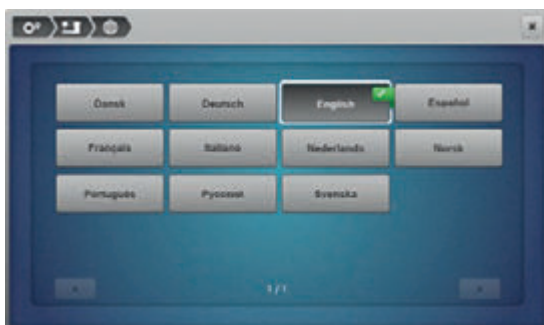 Dansk Deutsch English Español
Français Italiano Nederlands Norsk
Português Русский Svenska
1/1